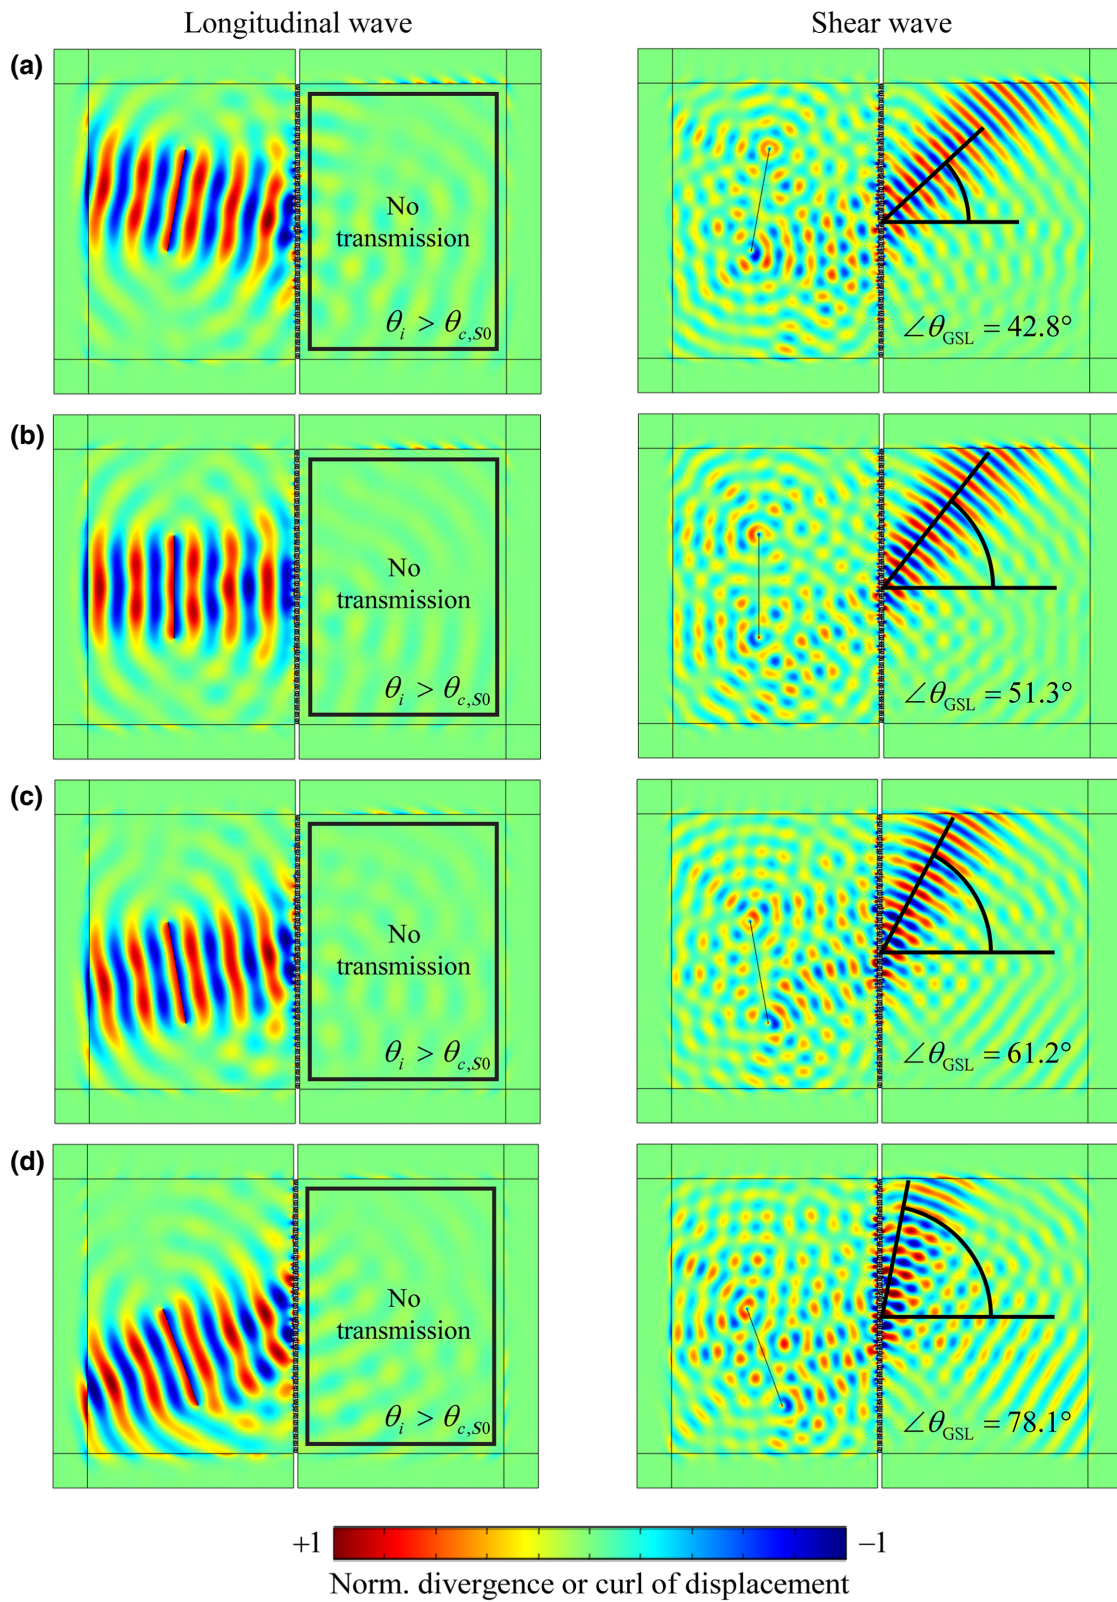 Longitudinal wave
Shear wave
(a)
No
transmission
θi > θc,S0
∠θGSL = 42.8°
(b)
No
transmission
θi > θc,S0
∠θGSL = 51.3°
(c)
No
transmission
θi > θc,S0
∠θGSL = 61.2°
(d)
No
transmission
θi > θc,S0
∠θGSL = 78.1°
+1
−1
Norm. divergence or curl of displacement